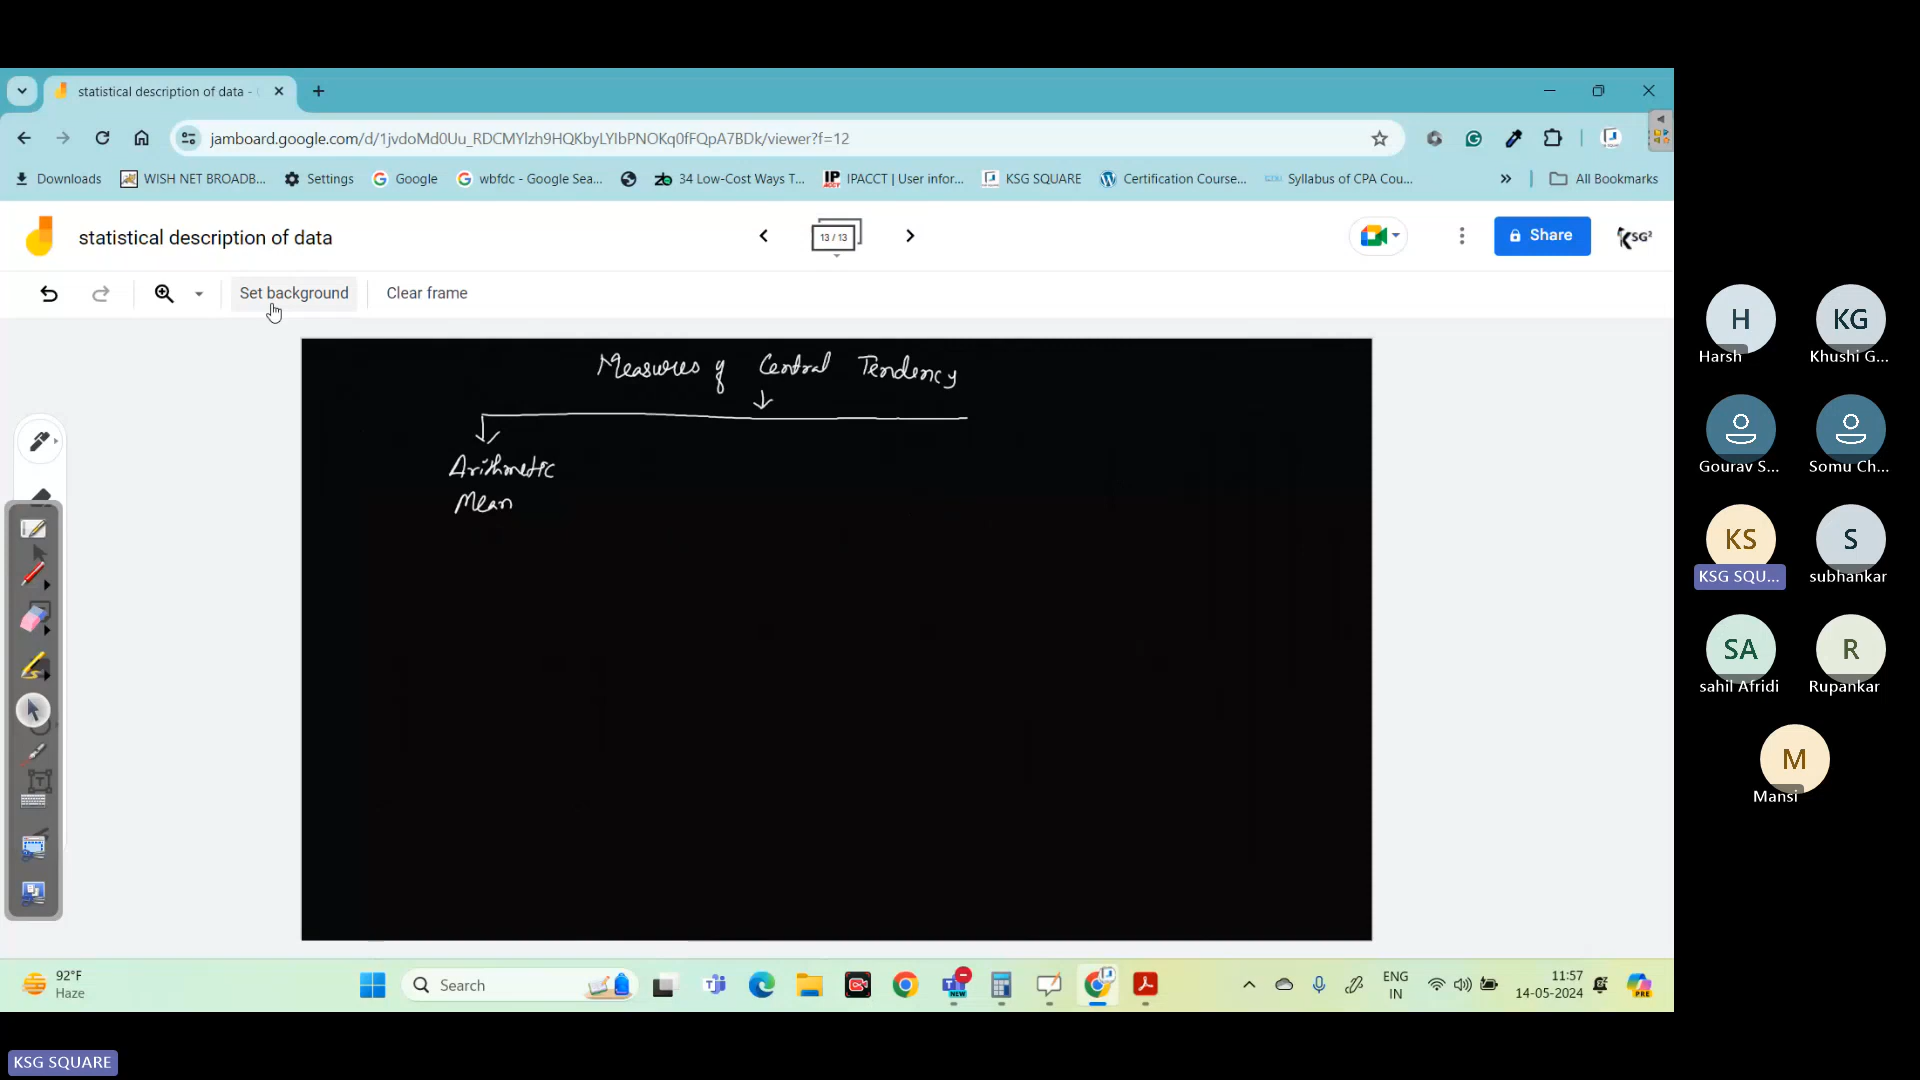 statistical description of data - 
jamboard.google.com/d/1jvdoMd0Uu_RDCMYlzh9HQKbyLYlbPNOKq0fFQpA7BDk/viewer?f=12
Downloads WISH NET BROADB... Settings Google wbfdc - Google Sea... 34 Low-Cost Ways T... IPACCT | User infor... KSG SQUARE Certification Course... Syllabus of CPA Cou... » All Bookmarks
statistical description of data
13 / 13
Share
KSG²
Set background Clear frame
Measures of Central Tendency
Arithmetic
Mean
H
Harsh
KG
Khushi G...
Gourav S...
Somu Ch...
KS
KSG SQU...
S
subhankar
SA
sahil Afridi
R
Rupankar
M
Mansi
92°F
Haze
Search
ENG
IN
11:57
14-05-2024
KSG SQUARE